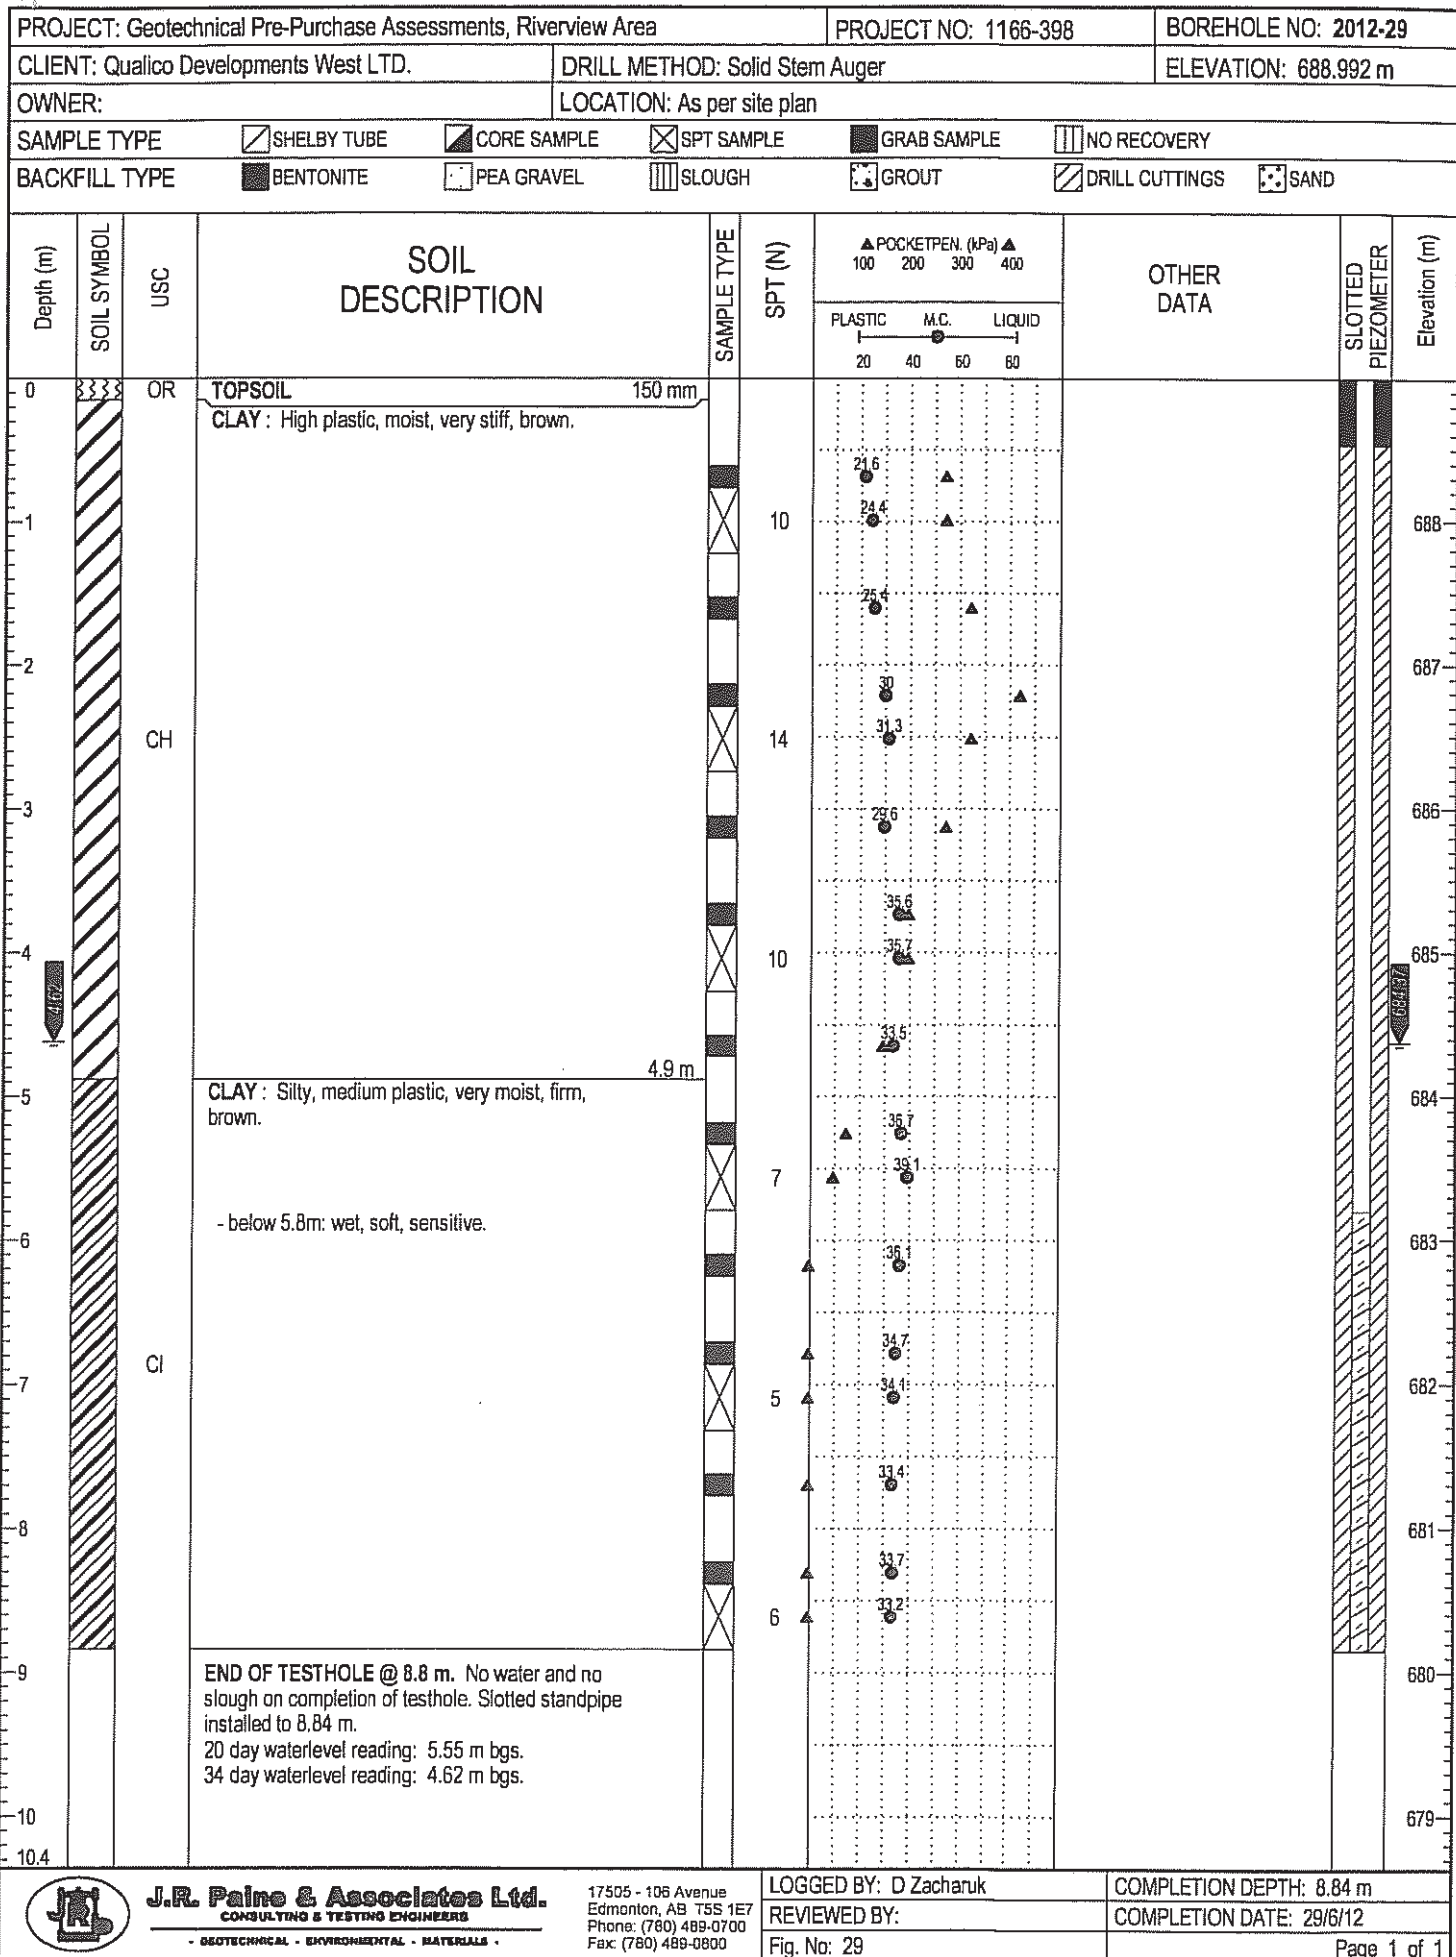 PROJECT: Geotechnical Pre-Purchase Assessments, Riverview Area PROJECT NO: 1166-398 BOREHOLE NO: 2012-29
CLIENT: Qualico Developments West LTD. DRILL METHOD: Solid Stem Auger ELEVATION: 688.992 m
OWNER: LOCATION: As per site plan
SAMPLE TYPE SHELBY TUBE CORE SAMPLE SPT SAMPLE GRAB SAMPLE NO RECOVERY
BACKFILL TYPE BENTONITE PEA GRAVEL SLOUGH GROUT DRILL CUTTINGS SAND
Depth (m)
SOIL SYMBOL
USC
SOIL
DESCRIPTION
SAMPLE TYPE
SPT (N)
▲ POCKETPEN. (kPa) ▲
100 200 300 400
PLASTIC M.C. LIQUID
20 40 60 80
OTHER
DATA
SLOTTED
PIEZOMETER
Elevation (m)
0 OR TOPSOIL 150 mm
CLAY : High plastic, moist, very stiff, brown.
21.6
1 10 24.4 688
25.4
2 687
30
CH 14 31.3
3 686
29.6
35.6
4 10 35.7 685
4.62 684.37
33.5
4.9 m
5 684
CLAY : Silty, medium plastic, very moist, firm,
brown.
36.7
7 39.1
- below 5.8m: wet, soft, sensitive.
6 683
36.1
CI 34.7
7 5 34.1 682
33.4
8 681
33.7
6 33.2
9 680
END OF TESTHOLE @ 8.8 m. No water and no
slough on completion of testhole. Slotted standpipe
installed to 8.84 m.
20 day waterlevel reading: 5.55 m bgs.
34 day waterlevel reading: 4.62 m bgs.
10 679
10.4
JRP
J.R. Paine & Associates Ltd.
CONSULTING & TESTING ENGINEERS
- GEOTECHNICAL - ENVIRONMENTAL - MATERIALS -
17505 - 106 Avenue
Edmonton, AB T5S 1E7
Phone: (780) 489-0700
Fax: (780) 489-0800
LOGGED BY: D Zacharuk COMPLETION DEPTH: 8.84 m
REVIEWED BY: COMPLETION DATE: 29/6/12
Fig. No: 29 Page 1 of 1